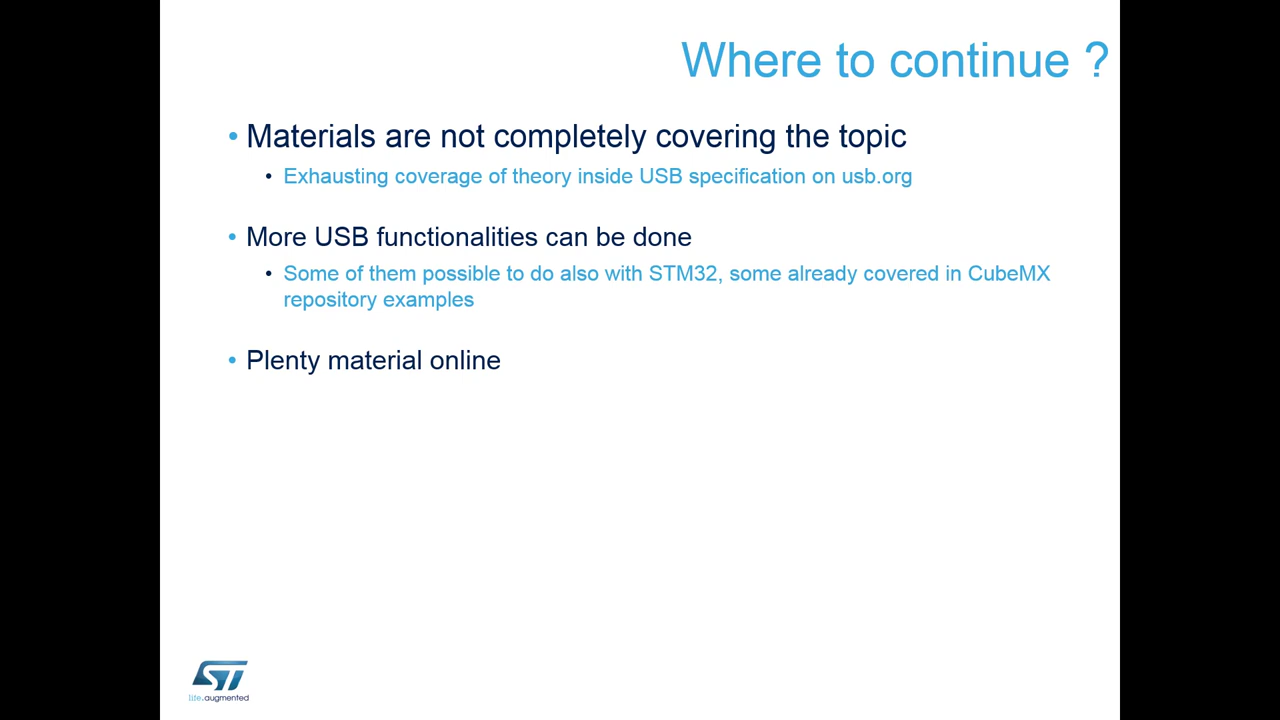 Where to continue ?
• Materials are not completely covering the topic
• Exhausting coverage of theory inside USB specification on usb.org
• More USB functionalities can be done
• Some of them possible to do also with STM32, some already covered in CubeMX
repository examples
• Plenty material online
ST
life.augmented